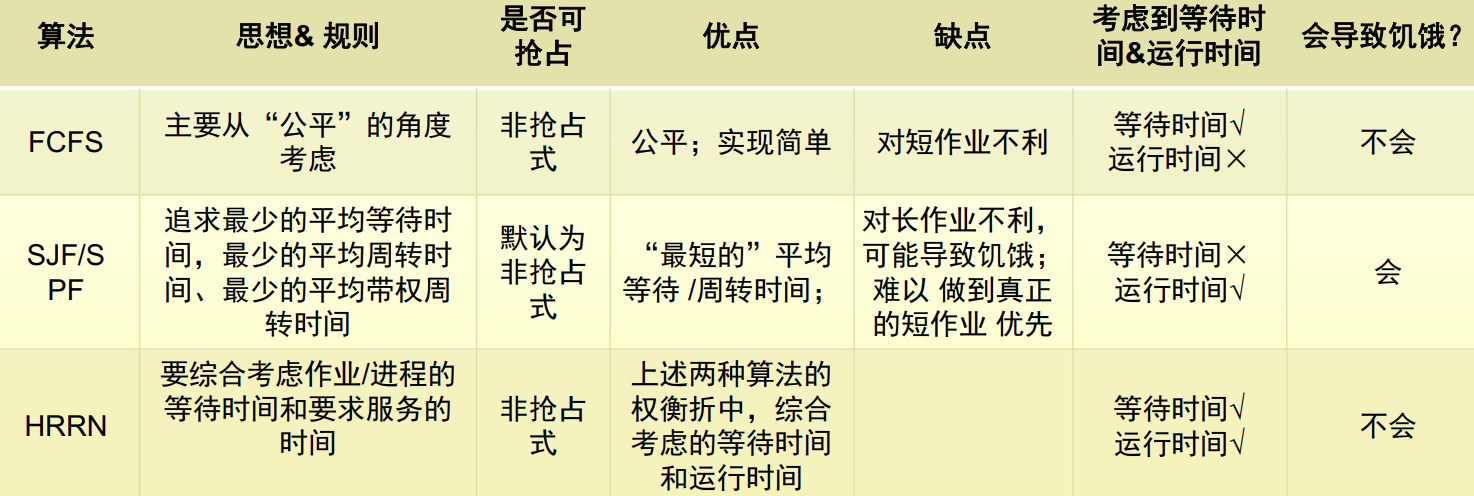 算法
思想& 规则
是否可
抢占
优点
缺点
考虑到等待时
间&运行时间
会导致饥饿？
FCFS
主要从“公平”的角度
考虑
非抢占
式
公平；实现简单
对短作业不利
等待时间√
运行时间×
不会
SJF/S
PF
追求最少的平均等待时
间，最少的平均周转时
间、最少的平均带权周
转时间
默认为
非抢占
式
“最短的”平均
等待 /周转时间；
对长作业不利，
可能导致饥饿；
难以 做到真正
的短作业 优先
等待时间×
运行时间√
会
HRRN
要综合考虑作业/进程的
等待时间和要求服务的
时间
非抢占
式
上述两种算法的
权衡折中，综合
考虑的等待时间
和运行时间
等待时间√
运行时间√
不会